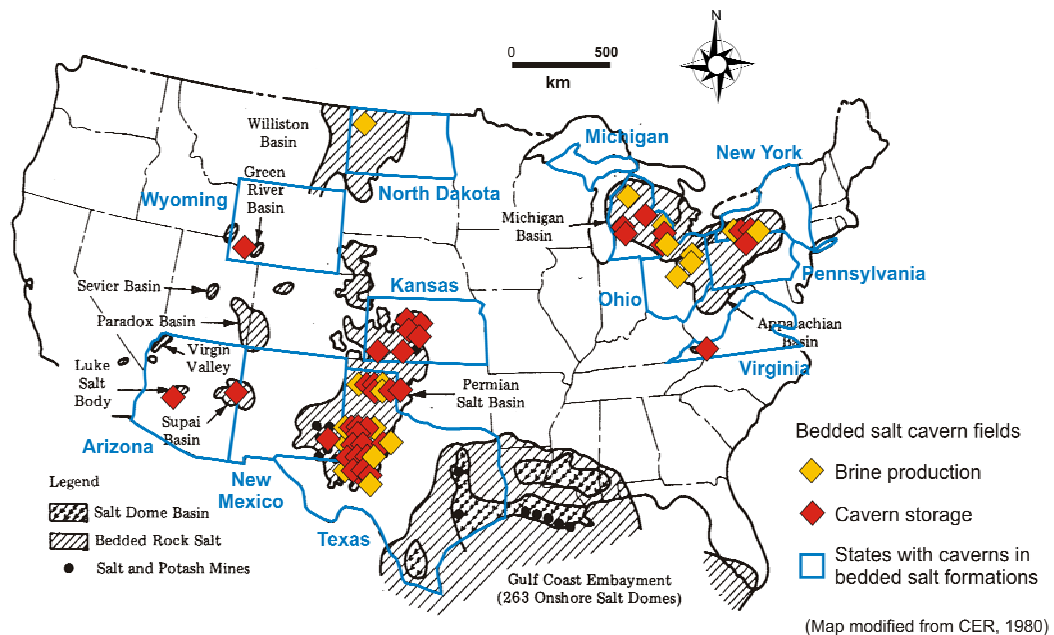 N
0 500
km
Williston
Basin
Green
River
Basin
Wyoming
North Dakota
Michigan
New York
Michigan
Basin
Sevier Basin
Kansas
Ohio
Pennsylvania
Paradox Basin
Appalachian
Basin
Virgin
Valley
Virginia
Luke
Salt
Body
Permian
Salt Basin
Supai
Basin
Arizona
New
Mexico
Texas
Legend
Salt Dome Basin
Bedded Rock Salt
Salt and Potash Mines
Gulf Coast Embayment
(263 Onshore Salt Domes)
Bedded salt cavern fields
Brine production
Cavern storage
States with caverns in
bedded salt formations
(Map modified from CER, 1980)